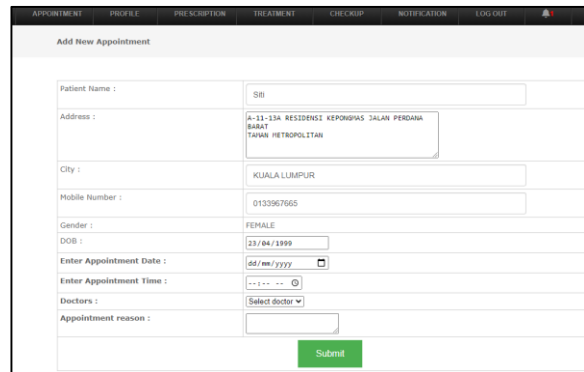 APPOINTMENT PROFILE PRESCRIPTION TREATMENT CHECKUP NOTIFICATION LOG OUT
Add New Appointment
Patient Name : Siti
Address : A-11-13A RESIDENSI KEPONGMAS JALAN PERDANA
BARAT
TAMAN METROPOLITAN
City : KUALA LUMPUR
Mobile Number : 0133967665
Gender : FEMALE
DOB : 23/04/1999
Enter Appointment Date : dd/mm/yyyy
Enter Appointment Time : --:-- --
Doctors : Select doctor
Appointment reason :
Submit